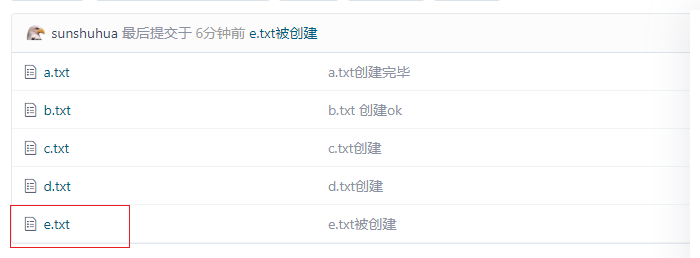 sunshuhua 最后提交于 6分钟前 e.txt被创建
a.txt a.txt创建完毕
b.txt b.txt 创建ok
c.txt c.txt创建
d.txt d.txt创建
e.txt e.txt被创建